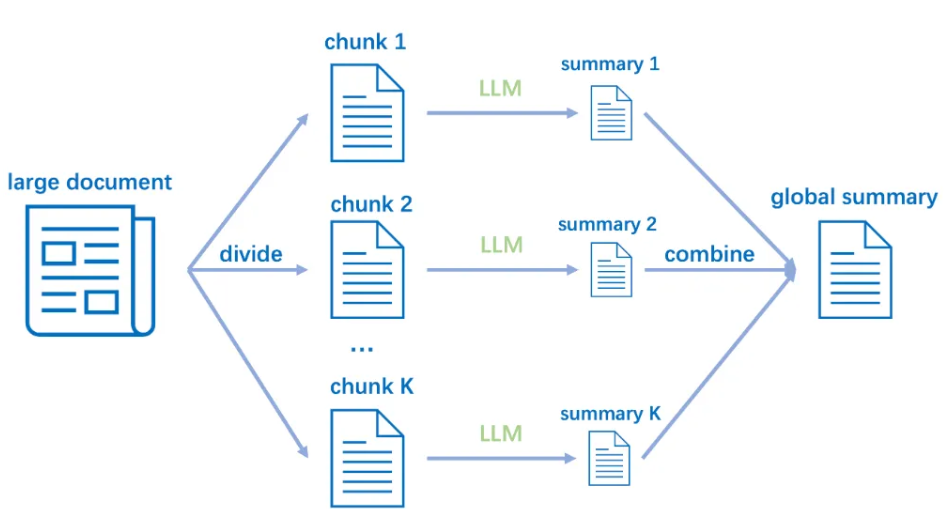 large document
divide
chunk 1
LLM
summary 1
chunk 2
LLM
summary 2
...
chunk K
LLM
summary K
combine
global summary